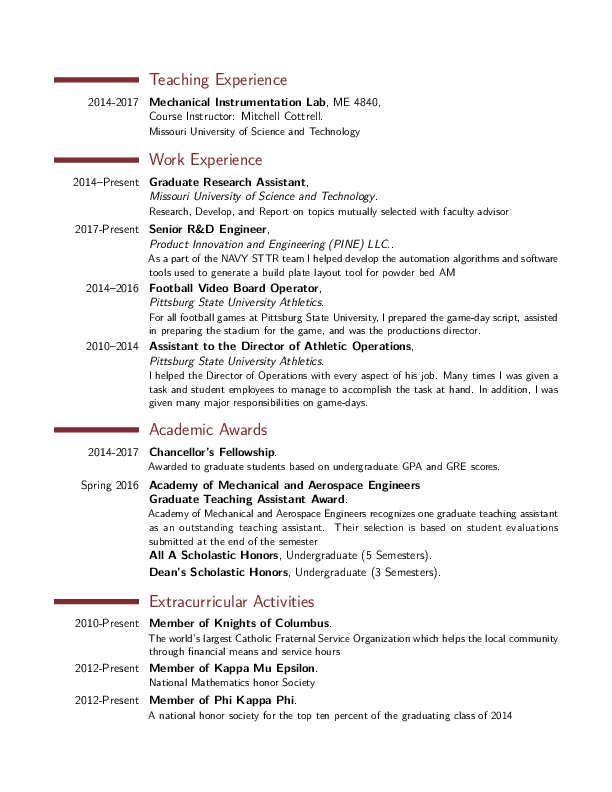 Teaching Experience
2014-2017 Mechanical Instrumentation Lab, ME 4840,
Course Instructor: Mitchell Cottrell.
Missouri University of Science and Technology
Work Experience
2014–Present Graduate Research Assistant,
Missouri University of Science and Technology.
Research, Develop, and Report on topics mutually selected with faculty advisor
2017-Present Senior R&D Engineer,
Product Innovation and Engineering (PINE) LLC..
As a part of the NAVY STTR team I helped develop the automation algorithms and software
tools used to generate a build plate layout tool for powder bed AM
2014–2016 Football Video Board Operator,
Pittsburg State University Athletics.
For all football games at Pittsburg State University, I prepared the game-day script, assisted
in preparing the stadium for the game, and was the productions director.
2010–2014 Assistant to the Director of Athletic Operations,
Pittsburg State University Athletics.
I helped the Director of Operations with every aspect of his job. Many times I was given a
task and student employees to manage to accomplish the task at hand. In addition, I was
given many major responsibilities on game-days.
Academic Awards
2014-2017 Chancellor's Fellowship.
Awarded to graduate students based on undergraduate GPA and GRE scores.
Spring 2016 Academy of Mechanical and Aerospace Engineers
Graduate Teaching Assistant Award.
Academy of Mechanical and Aerospace Engineers recognizes one graduate teaching assistant
as an outstanding teaching assistant. Their selection is based on student evaluations
submitted at the end of the semester
All A Scholastic Honors, Undergraduate (5 Semesters).
Dean's Scholastic Honors, Undergraduate (3 Semesters).
Extracurricular Activities
2010-Present Member of Knights of Columbus.
The world's largest Catholic Fraternal Service Organization which helps the local community
through financial means and service hours
2012-Present Member of Kappa Mu Epsilon.
National Mathematics honor Society
2012-Present Member of Phi Kappa Phi.
A national honor society for the top ten percent of the graduating class of 2014